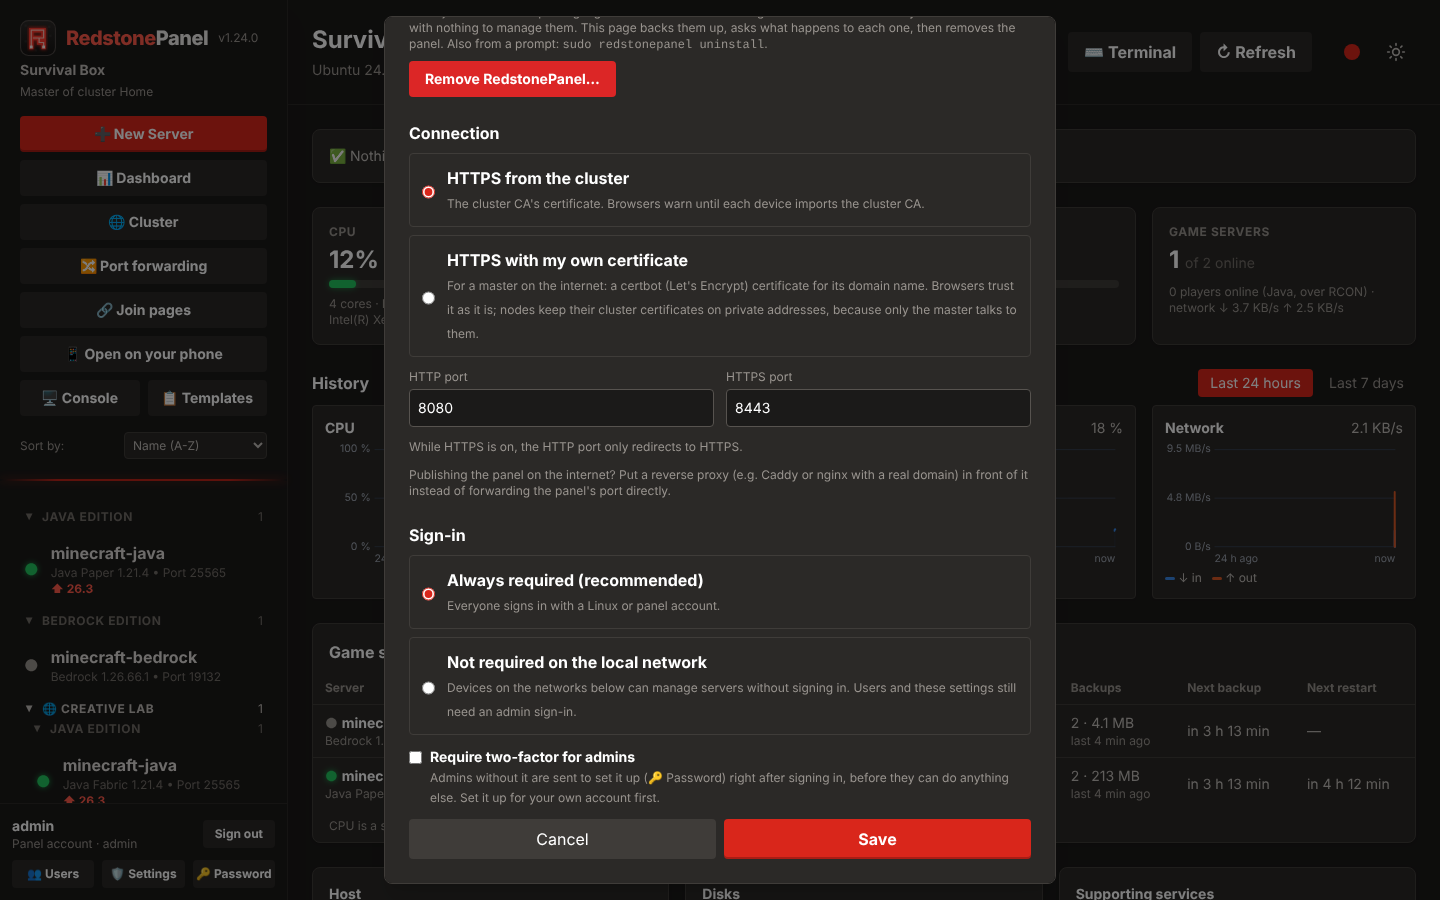 RedstonePanel v1.24.0
Survival Box
Master of cluster Home
➕ New Server
📊 Dashboard
🌐 Cluster
🔀 Port forwarding
🔗 Join pages
📱 Open on your phone
🖥️ Console
📋 Templates
Sort by:
Name (A-Z)
▼ JAVA EDITION 1
minecraft-java
Java Paper 1.21.4 • Port 25565
⬆ 26.3
▼ BEDROCK EDITION 1
minecraft-bedrock
Bedrock 1.26.66.1 • Port 19132
▼ 🌐 CREATIVE LAB 1
▼ JAVA EDITION 1
minecraft-java
Java Fabric 1.21.4 • Port 25565
⬆ 26.3
admin
Panel account · admin
Sign out
👥 Users
🛡️ Settings
🔑 Password
Surviv
Ubuntu 24.
⌨️ Terminal
↻ Refresh
✅ Nothi
CPU
12%
4 cores ·
Intel(R) Xe
GAME SERVERS
1 of 2 online
0 players online (Java, over RCON) ·
network ↓ 3.7 KB/s ↑ 2.5 KB/s
History
Last 24 hours
Last 7 days
CPU
18 %
100 %
50 %
0 %
24
now
Network
2.1 KB/s
9.5 MB/s
4.8 MB/s
0 B/s
24 h ago
now
↓ in
↑ out
Game s
Server
Backups
Next backup
Next restart
minec
Bedrock 1.
2 · 4.1 MB
last 4 min ago
in 3 h 13 min
—
minec
Java Pape
2 · 213 MB
last 4 min ago
in 3 h 13 min
in 4 h 12 min
CPU is a s
Host
Disks
Supporting services
with nothing to manage them. This page backs them up, asks what happens to each one, then removes the
panel. Also from a prompt: sudo redstonepanel uninstall.
Remove RedstonePanel...
Connection
HTTPS from the cluster
The cluster CA's certificate. Browsers warn until each device imports the cluster CA.
HTTPS with my own certificate
For a master on the internet: a certbot (Let's Encrypt) certificate for its domain name. Browsers trust
it as it is; nodes keep their cluster certificates on private addresses, because only the master talks to
them.
HTTP port
HTTPS port
8080
8443
While HTTPS is on, the HTTP port only redirects to HTTPS.
Publishing the panel on the internet? Put a reverse proxy (e.g. Caddy or nginx with a real domain) in front of it
instead of forwarding the panel's port directly.
Sign-in
Always required (recommended)
Everyone signs in with a Linux or panel account.
Not required on the local network
Devices on the networks below can manage servers without signing in. Users and these settings still
need an admin sign-in.
Require two-factor for admins
Admins without it are sent to set it up (🔑 Password) right after signing in, before they can do anything
else. Set it up for your own account first.
Cancel
Save